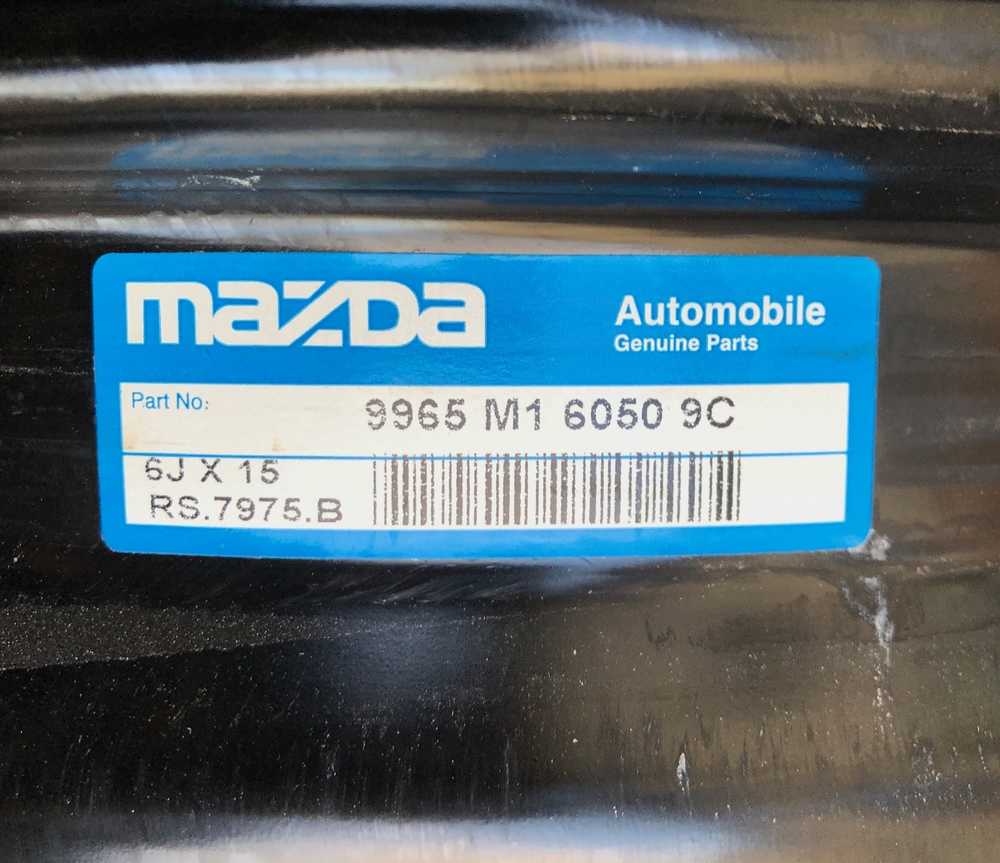 mazda
Automobile
Genuine Parts
Part No:
9965 M1 6050 9C
6J X 15
RS.7975.B